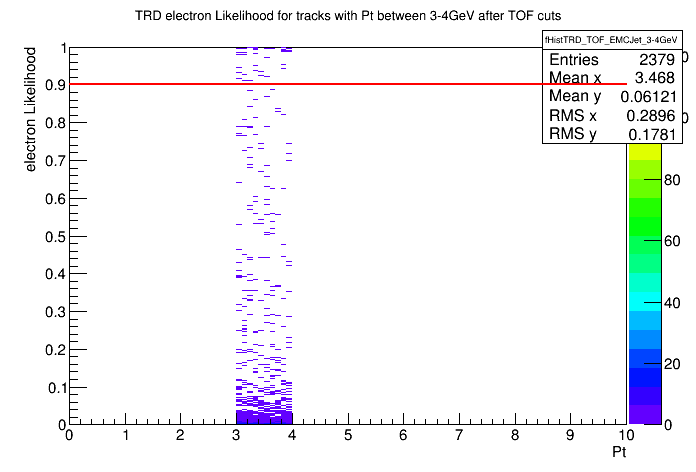 TRD electron Likelihood for tracks with Pt between 3-4GeV after TOF cuts
fHistTRD_TOF_EMCJet_3-4GeV
Entries 2379
Mean x 3.468
Mean y 0.06121
RMS x 0.2896
RMS y 0.1781
electron Likelihood
1
0.9
0.8
0.7
0.6
0.5
0.4
0.3
0.2
0.1
0
0 1 2 3 4 5 6 7 8 9 10
Pt
80
60
40
20
0